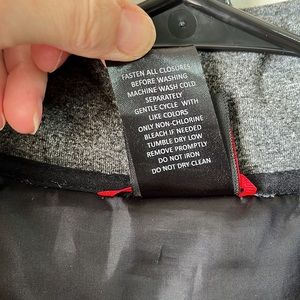 FASTEN ALL CLOSURES
BEFORE WASHING
MACHINE WASH COLD
SEPARATELY
GENTLE CYCLE WITH
LIKE COLORS
ONLY NON-CHLORINE
BLEACH IF NEEDED
TUMBLE DRY LOW
REMOVE PROMPTLY
DO NOT IRON
DO NOT DRY CLEAN